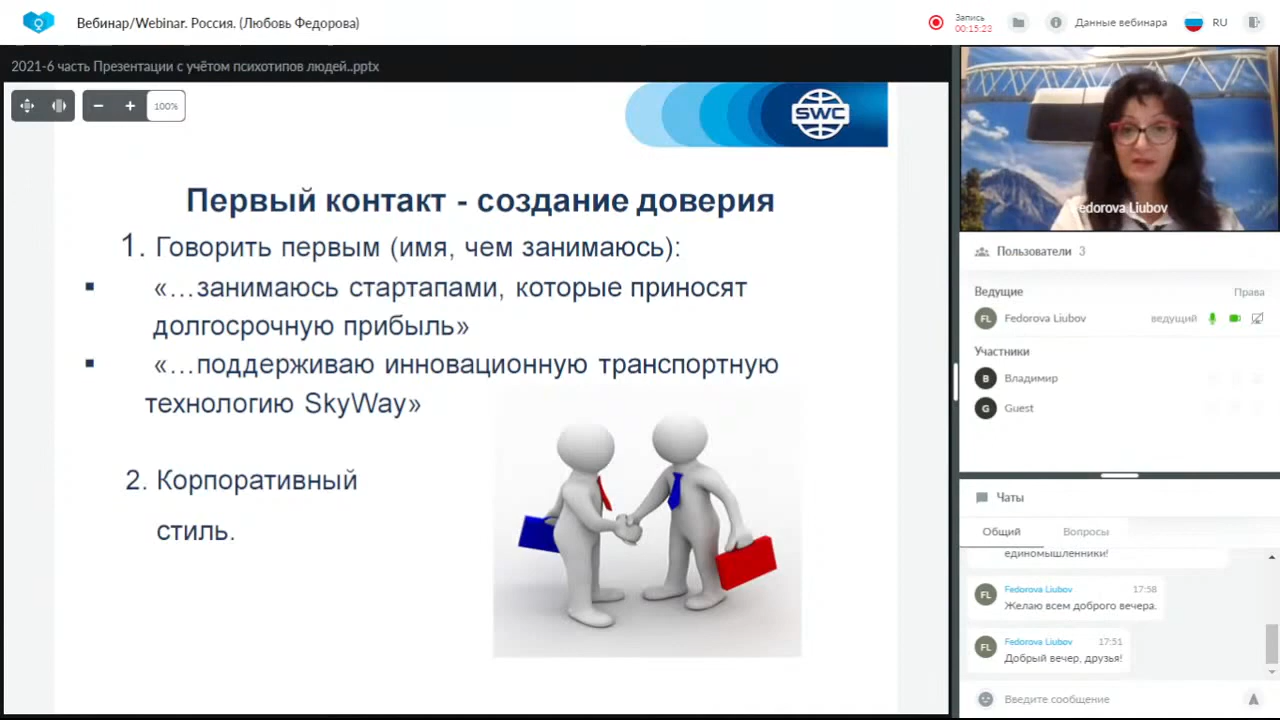 Вебинар/Webinar. Россия. (Любовь Федорова)
Запись
00:15:23
Данные вебинара
RU
2021-6 часть Презентации с учётом психотипов людей..pptx
100%
SWC
Первый контакт - создание доверия
1. Говорить первым (имя, чем занимаюсь):
«...занимаюсь стартапами, которые приносят
долгосрочную прибыль»
«...поддерживаю инновационную транспортную
технологию SkyWay»
2. Корпоративный
стиль.
Fedorova Liubov
Пользователи 3
Ведущие Права
FL Fedorova Liubov ведущий
Участники
В Владимир
G Guest
Чаты
Общий Вопросы
единомышленники!
FL Fedorova Liubov 17:58
Желаю всем доброго вечера.
FL Fedorova Liubov 17:51
Добрый вечер, друзья!
Введите сообщение